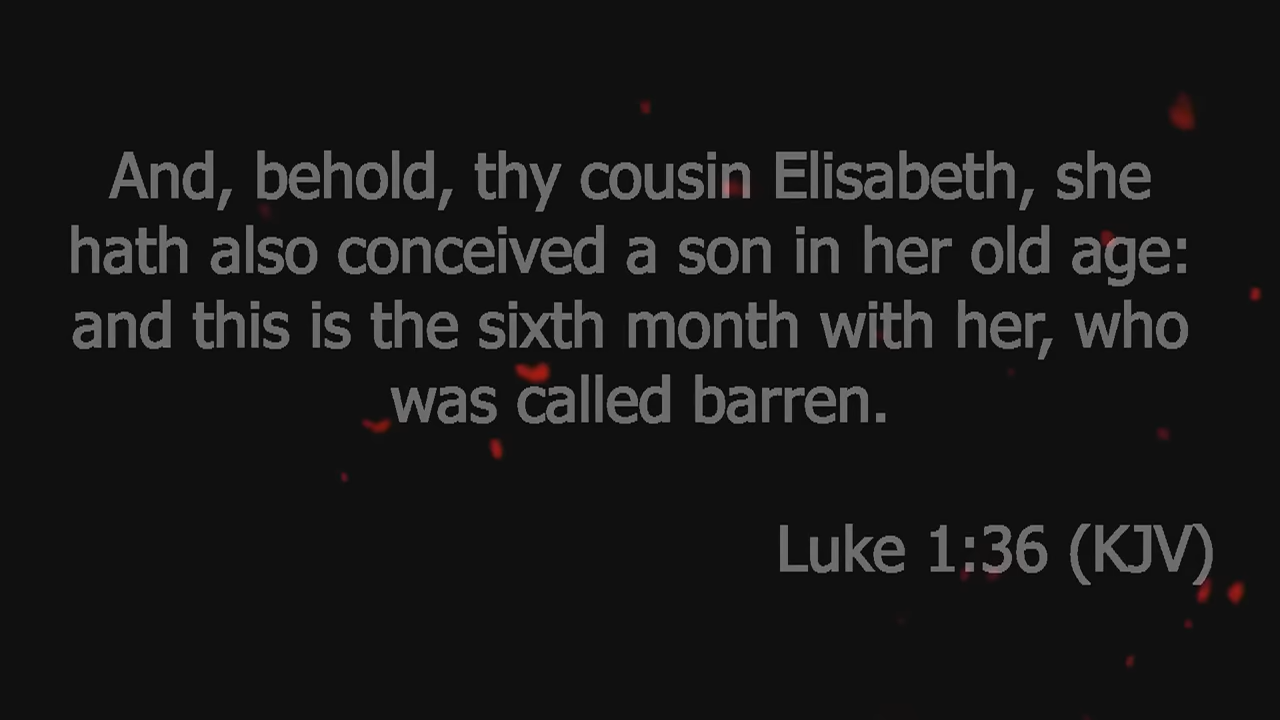 And, behold, thy cousin Elisabeth, she
hath also conceived a son in her old age:
and this is the sixth month with her, who
was called barren.
Luke 1:36 (KJV)